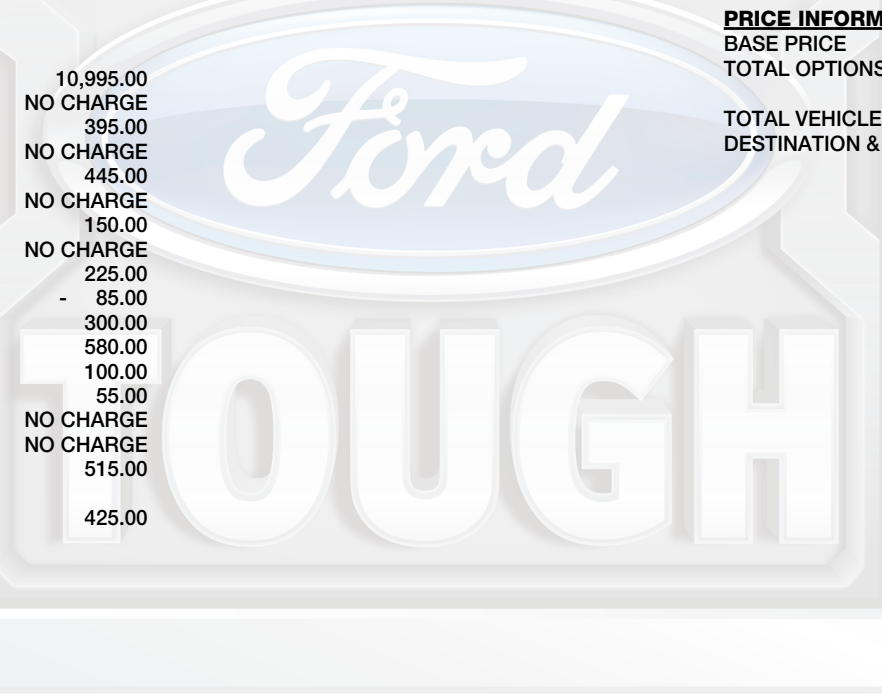 10,995.00
NO CHARGE
395.00
NO CHARGE
445.00
NO CHARGE
150.00
NO CHARGE
225.00
- 85.00
300.00
580.00
100.00
55.00
NO CHARGE
NO CHARGE
515.00
425.00
PRICE INFORM
BASE PRICE
TOTAL OPTIONS
TOTAL VEHICLE
DESTINATION &
Ford
TOUGH